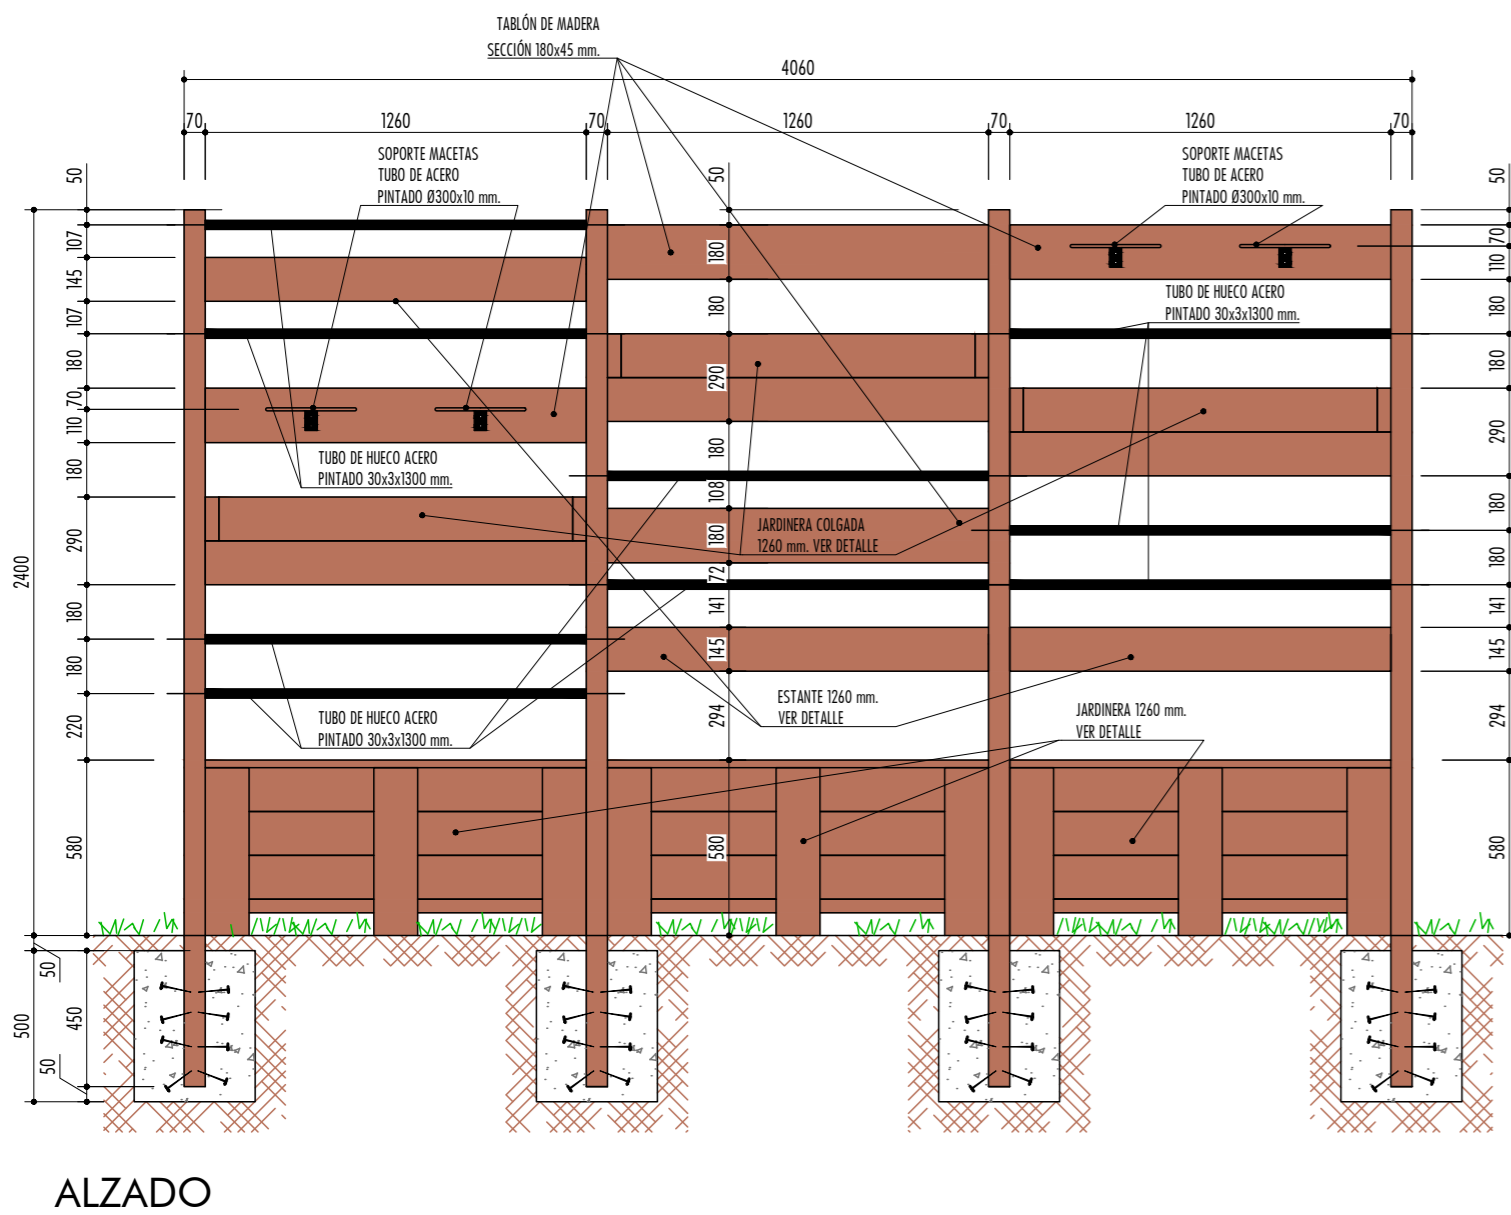 TABLÓN DE MADERA
SECCIÓN 180x45 mm.
4060
70
1260
70
1260
70
1260
70
SOPORTE MACETAS
TUBO DE ACERO
PINTADO Ø300x10 mm.
SOPORTE MACETAS
TUBO DE ACERO
PINTADO Ø300x10 mm.
50
107
145
107
180
70
110
180
290
180
180
220
580
2400
50
450
50
500
50
180
180
290
180
108
180
72
141
145
294
580
50
70
110
180
180
290
180
180
141
145
294
580
TUBO DE HUECO ACERO
PINTADO 30x3x1300 mm.
TUBO DE HUECO ACERO
PINTADO 30x3x1300 mm.
JARDINERA COLGADA
1260 mm. VER DETALLE
ESTANTE 1260 mm.
VER DETALLE
JARDINERA 1260 mm.
VER DETALLE
TUBO DE HUECO ACERO
PINTADO 30x3x1300 mm.
ALZADO